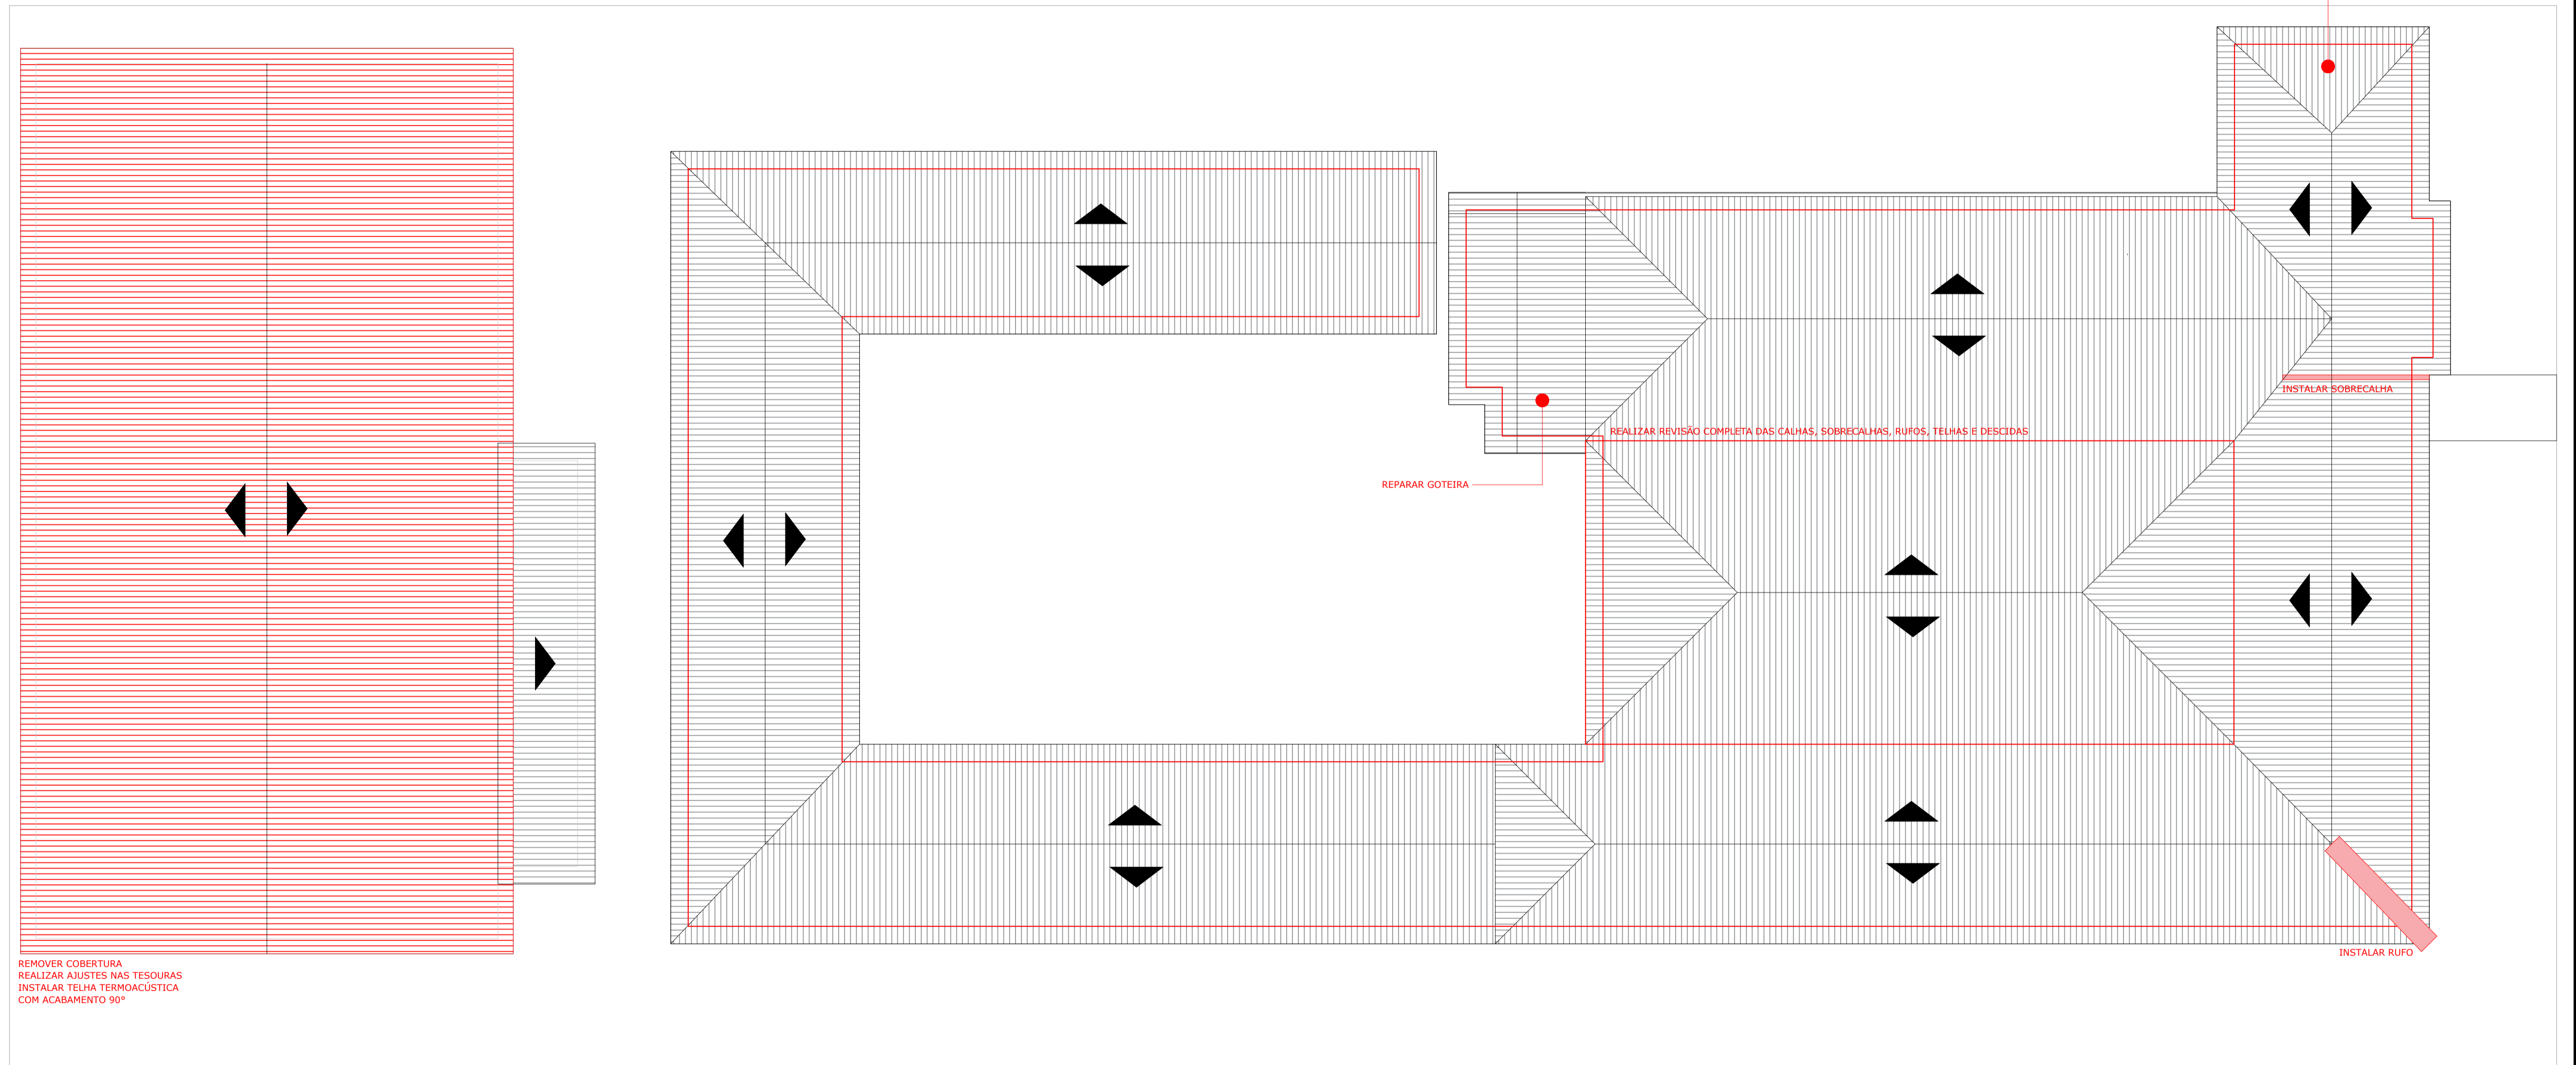 INSTALAR SOBRECALHA
REALIZAR REVISÃO COMPLETA DAS CALHAS, SOBRECALHAS, RUFOS, TELHAS E DESCIDAS
REPARAR GOTEIRA
INSTALAR RUFO
REMOVER COBERTURA
REALIZAR AJUSTES NAS TESOURAS
INSTALAR TELHA TERMOACÚSTICA
COM ACABAMENTO 90°